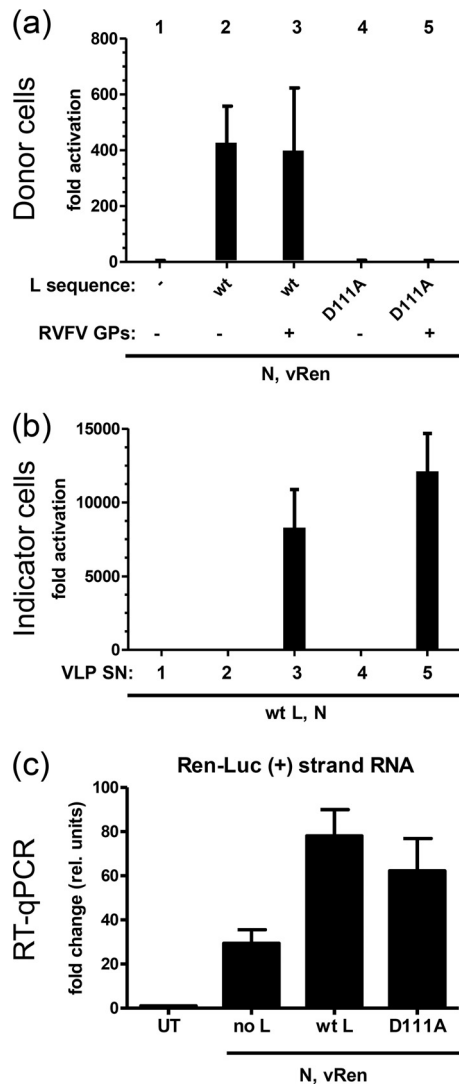 (a)
1 2 3 4 5
Donor cells
fold activation
800
600
400
200
0
L sequence: - wt wt D111A D111A
RVFV GPs: - - + - +
N, vRen
(b)
Indicator cells
fold activation
15000
10000
5000
0
VLP SN: 1 2 3 4 5
wt L, N
(c)
Ren-Luc (+) strand RNA
RT-qPCR
fold change (rel. units)
100
80
60
40
20
0
UT no L wt L D111A
N, vRen